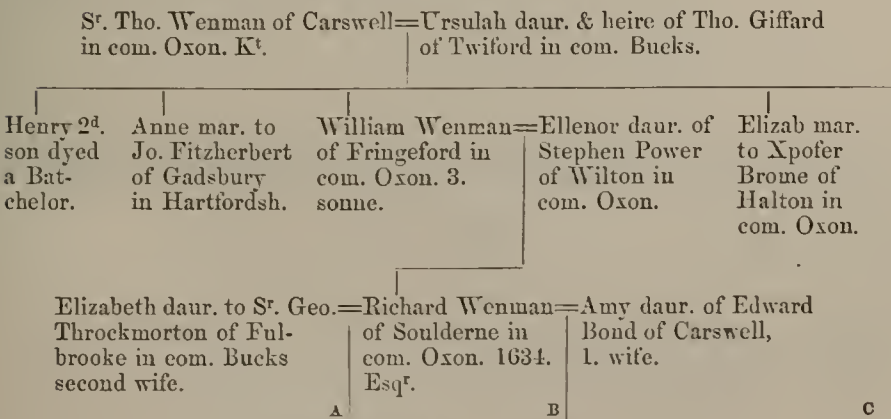 Sʳ. Tho. Wenman of Carswell=Ursulah daur. & heire of Tho. Giffard
in com. Oxon. Kᵗ.
of Twiford in com. Bucks.
Henry 2ᵈ.
son dyed
a Bat-
chelor.
Anne mar. to
Jo. Fitzherbert
of Gadsbury
in Hartfordsh.
William Wenman=Ellenor daur. of
of Fringeford in
com. Oxon. 3.
sonne.
Stephen Power
of Wilton in
com. Oxon.
Elizab mar.
to Xpofer
Brome of
Halton in
com. Oxon.
Elizabeth daur. to Sʳ. Geo.=Richard Wenman=Amy daur. of Edward
Throckmorton of Ful-
brooke in com. Bucks
second wife.
of Soulderne in
com. Oxon. 1634.
Esqʳ.
Bond of Carswell,
1. wife.
A B C